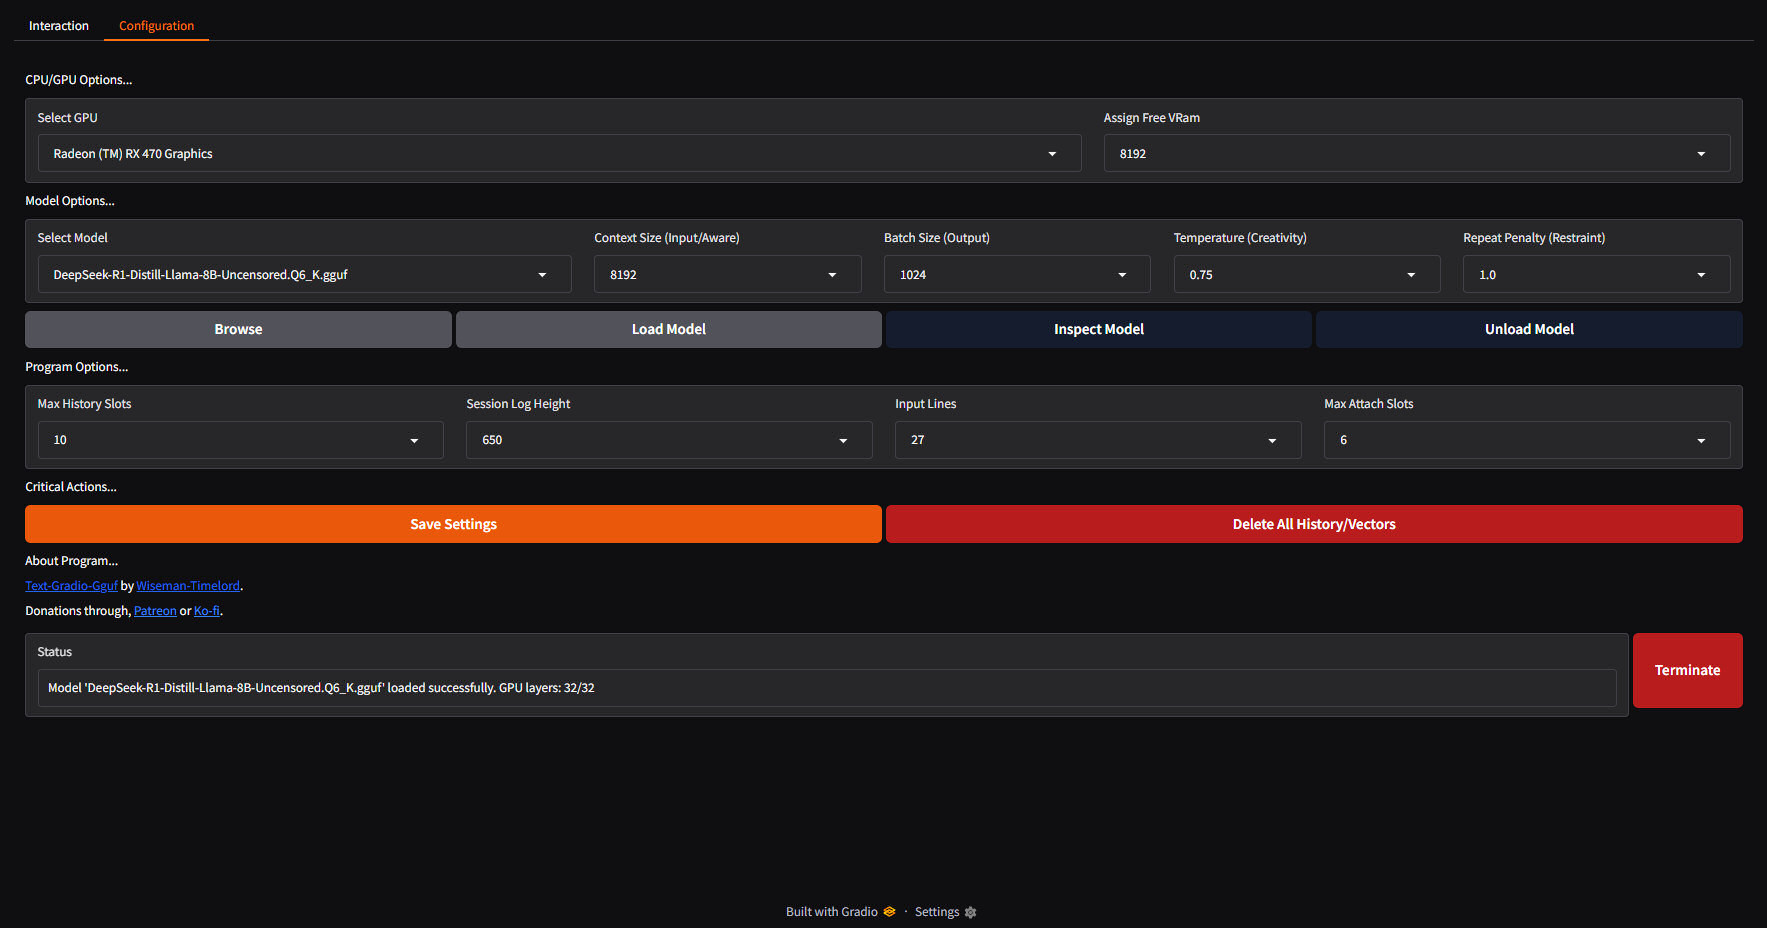 Interaction Configuration
CPU/GPU Options...
Select GPU Assign Free VRam
Radeon (TM) RX 470 Graphics 8192
Model Options...
Select Model Context Size (Input/Aware) Batch Size (Output) Temperature (Creativity) Repeat Penalty (Restraint)
DeepSeek-R1-Distill-Llama-8B-Uncensored.Q6_K.gguf 8192 1024 0.75 1.0
Browse Load Model Inspect Model Unload Model
Program Options...
Max History Slots Session Log Height Input Lines Max Attach Slots
10 650 27 6
Critical Actions...
Save Settings Delete All History/Vectors
About Program...
Text-Gradio-Gguf by Wiseman-Timelord.
Donations through, Patreon or Ko-fi.
Status
Terminate
Model 'DeepSeek-R1-Distill-Llama-8B-Uncensored.Q6_K.gguf' loaded successfully. GPU layers: 32/32
Built with Gradio · Settings